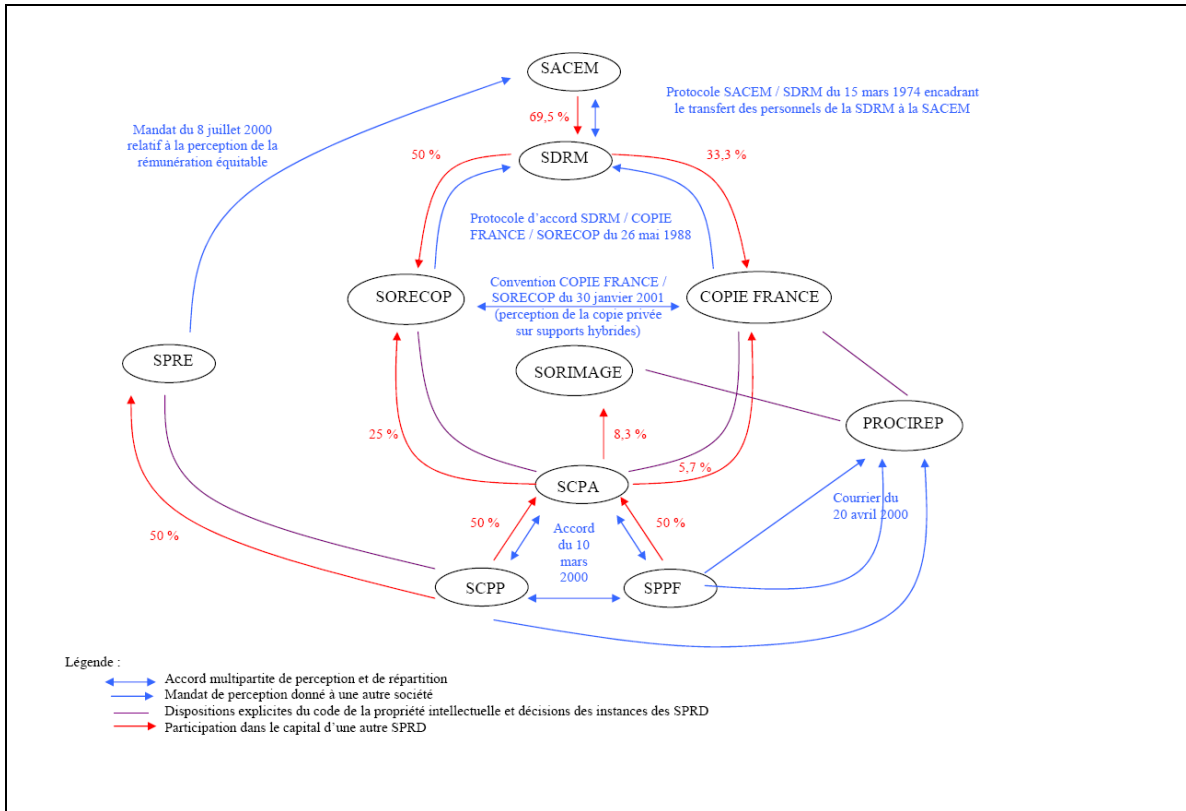 SACEM
Protocole SACEM / SDRM du 15 mars 1974 encadrant
le transfert des personnels de la SDRM à la SACEM
69,5 %
Mandat du 8 juillet 2000
relatif à la perception de la
rémunération équitable
50 %
SDRM
33,3 %
Protocole d’accord SDRM / COPIE
FRANCE / SORECOP du 26 mai 1988
SORECOP
Convention COPIE FRANCE /
SORECOP du 30 janvier 2001
(perception de la copie privée
sur supports hybrides)
COPIE FRANCE
SPRE
SORIMAGE
PROCIREP
25 %
8,3 %
5,7 %
SCPA
Courrier du
20 avril 2000
50 %
50 %
Accord
du 10
mars
2000
50 %
SCPP
SPPF
Légende :
Accord multipartite de perception et de répartition
Mandat de perception donné à une autre société
Dispositions explicites du code de la propriété intellectuelle et décisions des instances des SPRD
Participation dans le capital d’une autre SPRD